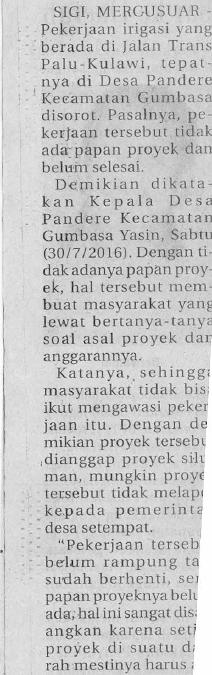 SIGI, MERCUSUAR -
Pekerjaan irigasi yang
berada di Jalan Trans
Palu-Kulawi, tepat-
nya di Desa Pandere
Kecamatan Gumbasa
disorot. Pasalnya, pe-
kerjaan tersebut tidak
ada papan proyek dan
belum selesai.
Demikian dikata-
kan Kepala Desa
Pandere Kecamatan
Gumbasa Yasin, Sabtu
(30/7/2016). Dengan ti-
dak adanya papan proy-
ek, hal tersebut mem-
buat masyarakat yang
lewat bertanya-tanya
soal asal proyek dan
anggarannya.
Katanya, sehingga
masyarakat tidak bis
ikut mengawasi peker
jaan itu. Dengan de
mikian proyek tersebu
dianggap proyek silu
man, mungkin proye
tersebut tidak melapo
kepada pemerinta
desa setempat.
"Pekerjaan terseb
belum rampung ta
sudah berhenti, se
papan proyeknya belu
ada, hal ini sangat dis
angkan karena seti
proyek di suatu d
rah mestinya harus